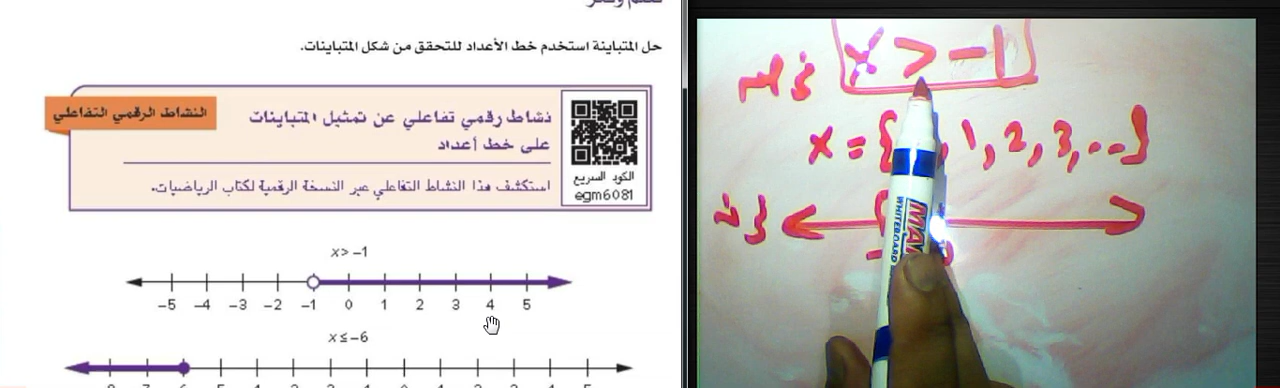 حل المتباينة استخدم خط الأعداد للتحقق من شكل المتباينات.
النشاط الرقمي التفاعلي
نشاط رقمي تفاعلي عن تمثيل المتباينات
على خط أعداد
استكشف هذا النشاط التفاعلي عبر النسخة الرقمية لكتاب الرياضيات.
الكود السريع
egm6081
x > −1
−5 −4 −3 −2 −1 0 1 2 3 4 5
x ≤ −6
x > -1
x = { , 1, 2, 3, ... }
MA
WHITEBOARD